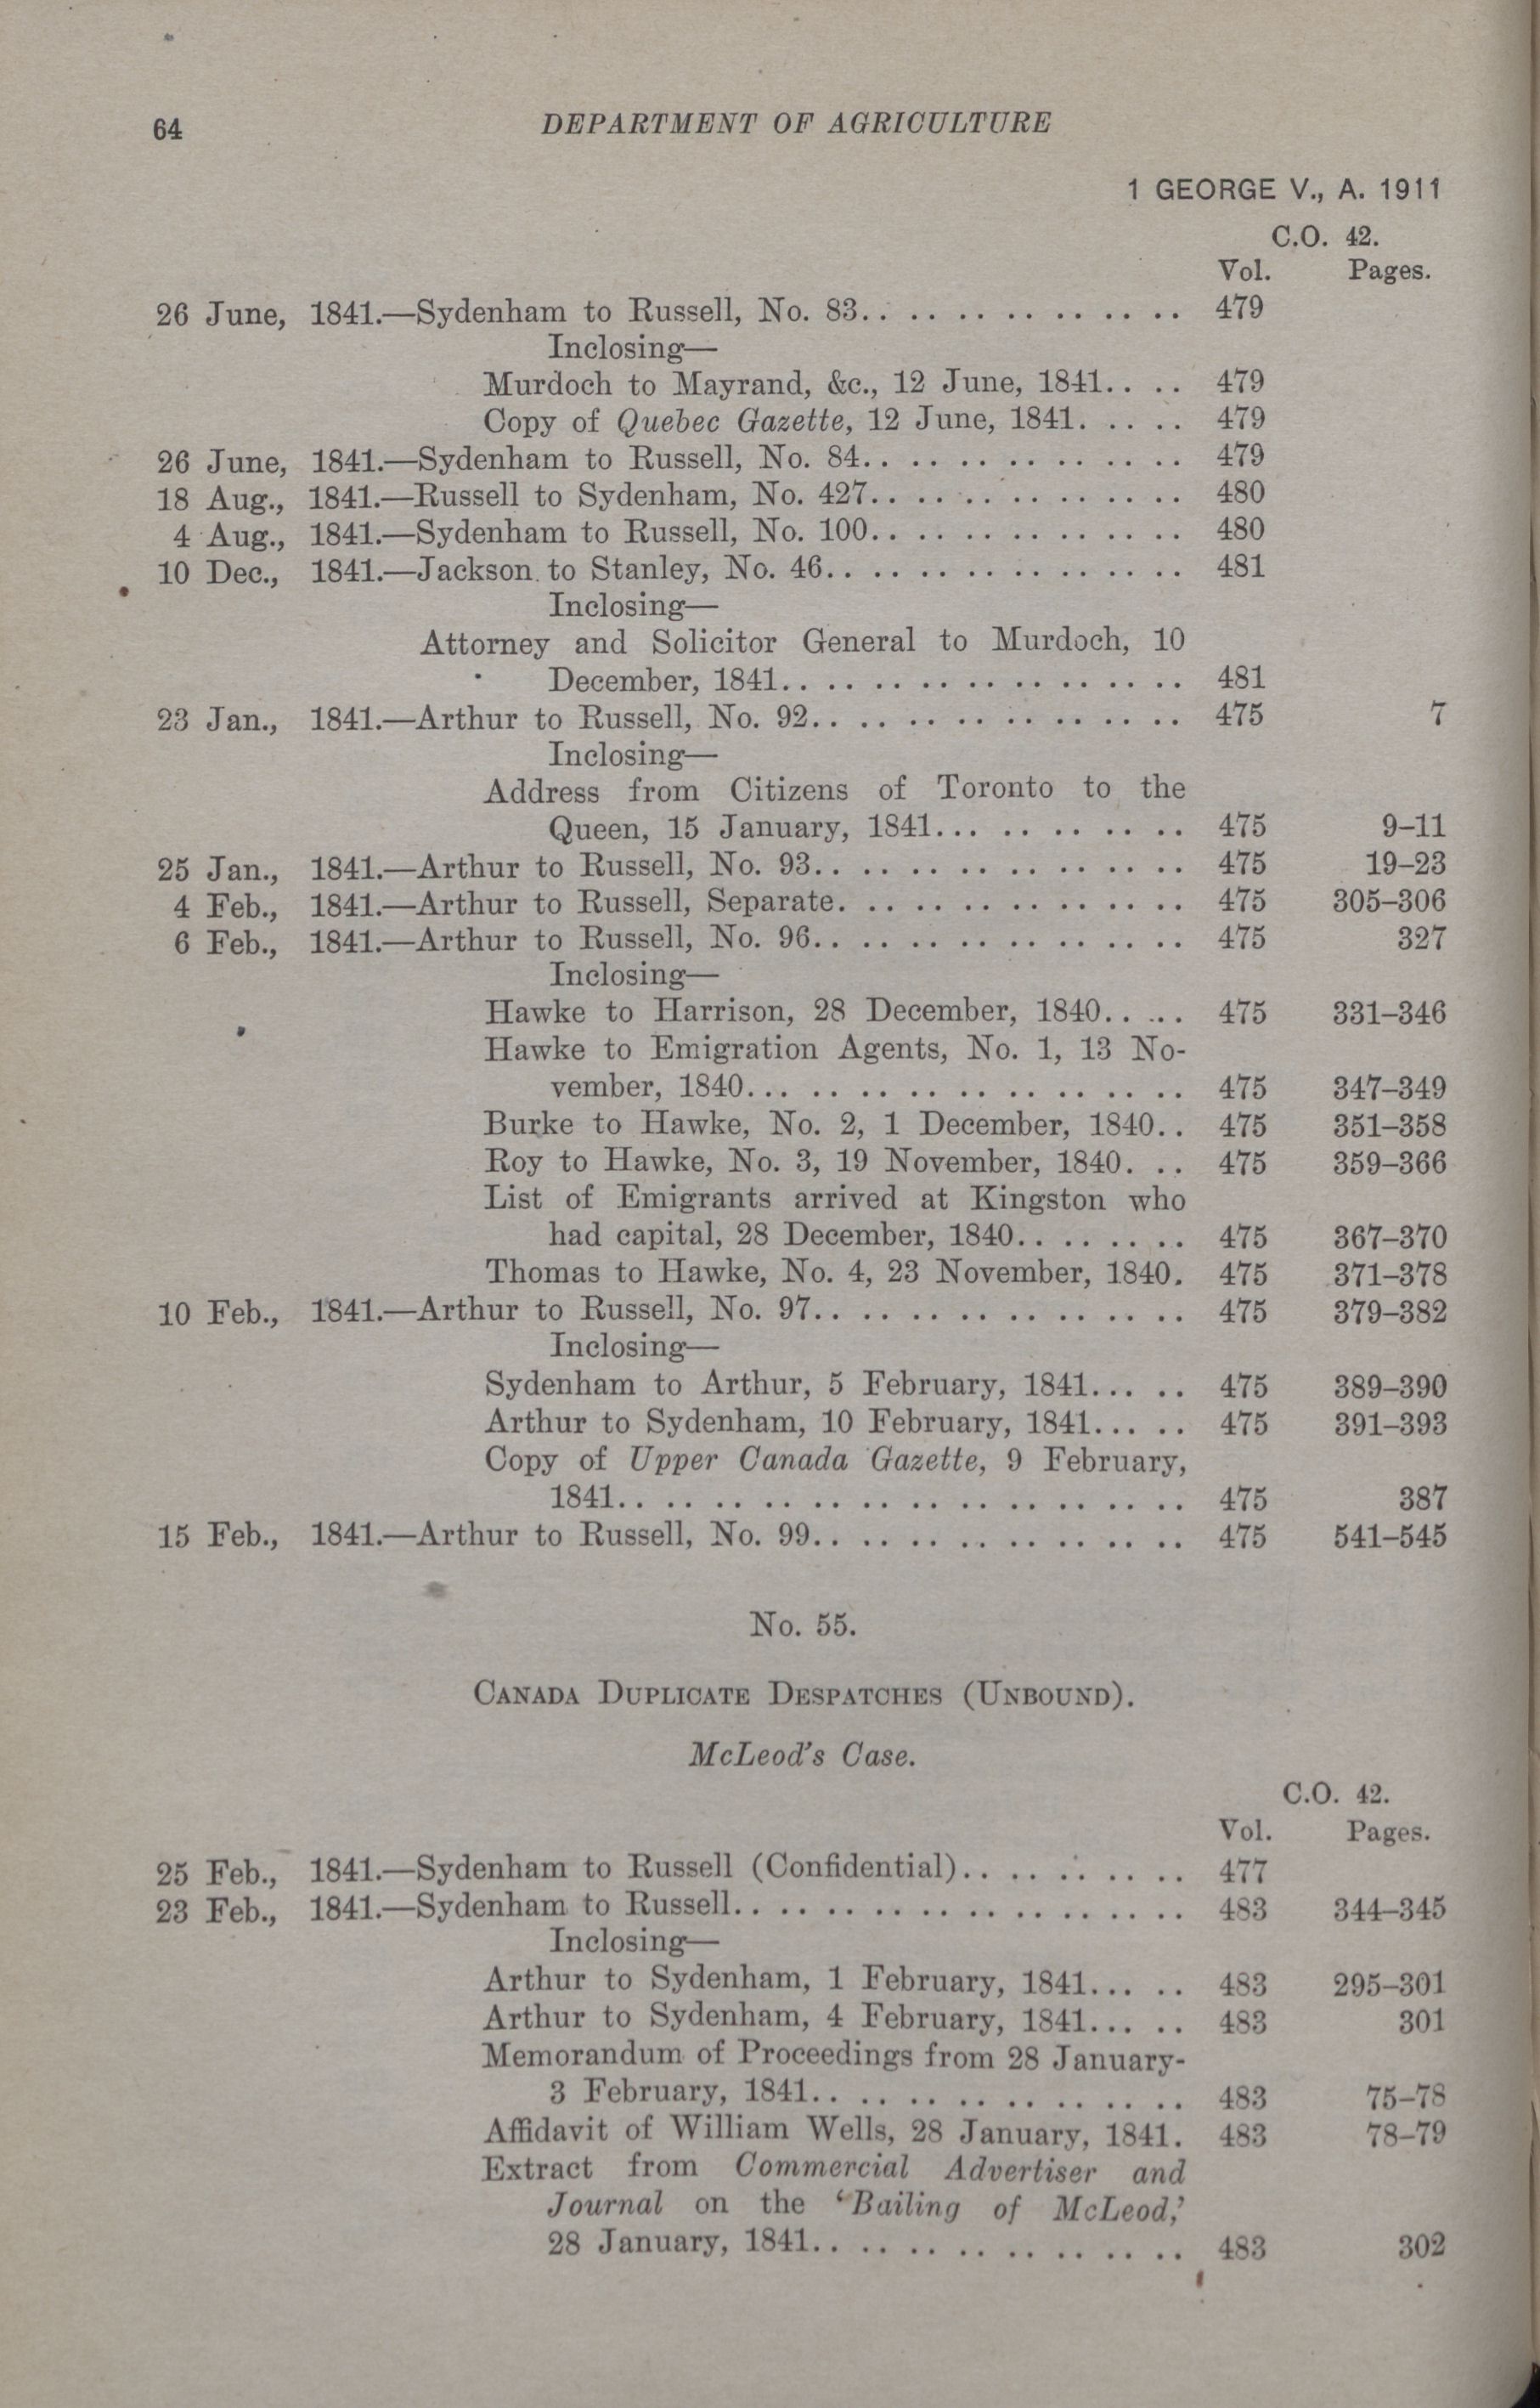 64
DEPARTMENT OF AGRICULTURE
1 GEORGE V., A. 1911
C.O. 42.
Vol. Pages.
26 June, 1841.—Sydenham to Russell, No. 83.. .. .. .. .. .. .. 479
Inclosing—
Murdoch to Mayrand, &c., 12 June, 1841.. .. 479
Copy of Quebec Gazette, 12 June, 1841. .. .. 479
26 June, 1841.—Sydenham to Russell, No. 84.. .. .. .. .. .. .. 479
18 Aug., 1841.—Russell to Sydenham, No. 427.. .. .. .. .. .. .. 480
4 Aug., 1841.—Sydenham to Russell, No. 100.. .. .. .. .. .. .. 480
10 Dec., 1841.—Jackson to Stanley, No. 46.. .. .. .. .. .. .. .. 481
Inclosing—
Attorney and Solicitor General to Murdoch, 10
December, 1841.. .. .. .. .. .. .. .. .. 481
23 Jan., 1841.—Arthur to Russell, No. 92.. .. .. .. .. .. .. .. 475 7
Inclosing—
Address from Citizens of Toronto to the
Queen, 15 January, 1841... .. .. .. .. .. 475 9–11
25 Jan., 1841.—Arthur to Russell, No. 93.. .. .. .. .. .. .. .. 475 19–23
4 Feb., 1841.—Arthur to Russell, Separate. .. .. .. .. .. .. .. 475 305–306
6 Feb., 1841.—Arthur to Russell, No. 96.. .. .. .. .. .. .. .. 475 327
Inclosing—
Hawke to Harrison, 28 December, 1840.. ... 475 331–346
Hawke to Emigration Agents, No. 1, 13 No-
vember, 1840... .. .. .. .. .. .. .. .. .. 475 347–349
Burke to Hawke, No. 2, 1 December, 1840.. 475 351–358
Roy to Hawke, No. 3, 19 November, 1840. .. 475 359–366
List of Emigrants arrived at Kingston who
had capital, 28 December, 1840.. .. .. .. 475 367–370
Thomas to Hawke, No. 4, 23 November, 1840. 475 371–378
10 Feb., 1841.—Arthur to Russell, No. 97.. .. .. .. .. .. .. .. 475 379–382
Inclosing—
Sydenham to Arthur, 5 February, 1841... .. 475 389–390
Arthur to Sydenham, 10 February, 1841... .. 475 391–393
Copy of Upper Canada Gazette, 9 February,
1841.. .. .. .. .. .. .. .. .. .. .. .. 475 387
15 Feb., 1841.—Arthur to Russell, No. 99.. .. .. .. .. .. .. .. 475 541–545
No. 55.
CANADA DUPLICATE DESPATCHES (UNBOUND).
McLeod's Case.
C.O. 42.
Vol. Pages.
25 Feb., 1841.—Sydenham to Russell (Confidential).. .. .. .. .. 477
23 Feb., 1841.—Sydenham to Russell.. .. .. .. .. .. .. .. .. .. 483 344–345
Inclosing—
Arthur to Sydenham, 1 February, 1841... .. 483 295–301
Arthur to Sydenham, 4 February, 1841... .. 483 301
Memorandum of Proceedings from 28 January-
3 February, 1841.. .. .. .. .. .. .. .. 483 75–78
Affidavit of William Wells, 28 January, 1841. 483 78–79
Extract from Commercial Advertiser and
Journal on the 'Bailing of McLeod,'
28 January, 1841.. .. .. .. .. .. .. .. 483 302